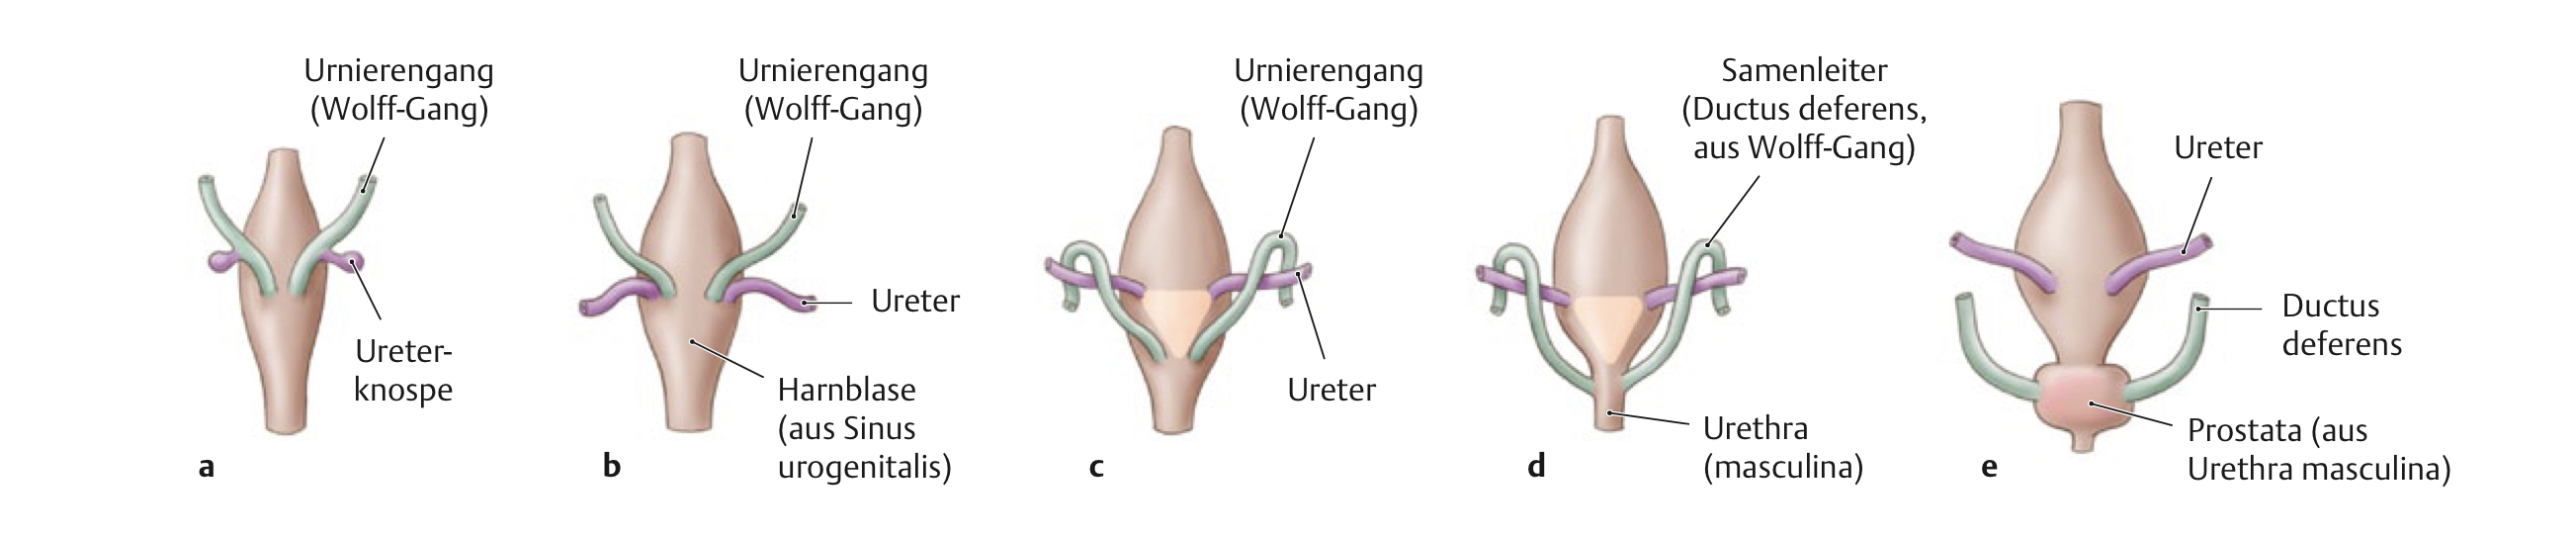 Urnierengang
(Wolff-Gang)
Ureter-
knospe
a
Urnierengang
(Wolff-Gang)
Ureter
Harnblase
(aus Sinus
urogenitalis)
b
Urnierengang
(Wolff-Gang)
Ureter
c
Samenleiter
(Ductus deferens,
aus Wolff-Gang)
Urethra
(masculina)
d
Ureter
Ductus
deferens
Prostata (aus
Urethra masculina)
e